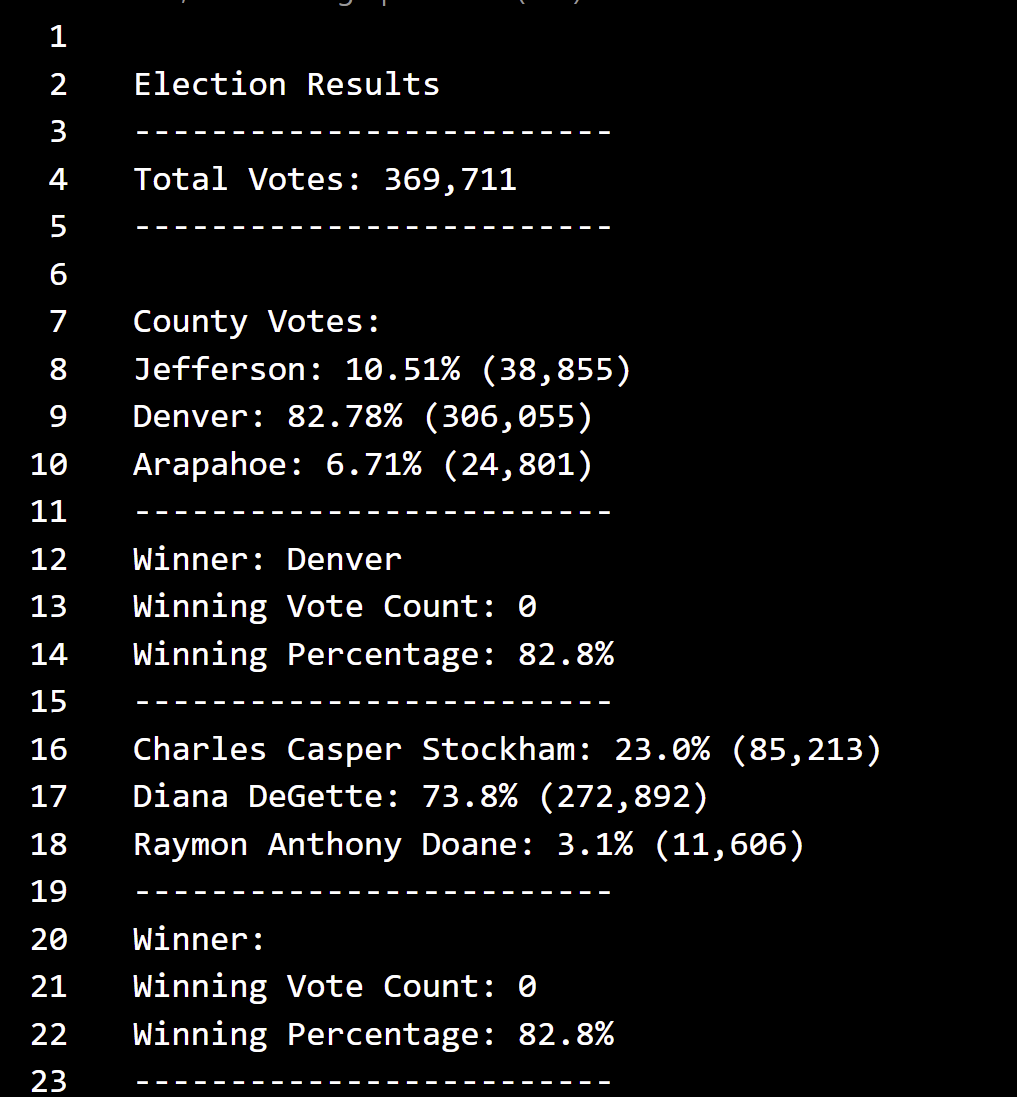 1
2 Election Results
3 -------------------------
4 Total Votes: 369,711
5 -------------------------
6
7 County Votes:
8 Jefferson: 10.51% (38,855)
9 Denver: 82.78% (306,055)
10 Arapahoe: 6.71% (24,801)
11 -------------------------
12 Winner: Denver
13 Winning Vote Count: 0
14 Winning Percentage: 82.8%
15 -------------------------
16 Charles Casper Stockham: 23.0% (85,213)
17 Diana DeGette: 73.8% (272,892)
18 Raymon Anthony Doane: 3.1% (11,606)
19 -------------------------
20 Winner:
21 Winning Vote Count: 0
22 Winning Percentage: 82.8%
23 -------------------------